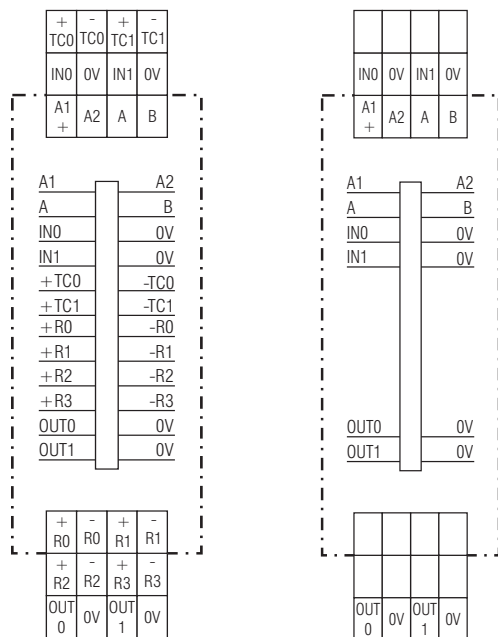 + TC0 - TC0 + TC1 - TC1
IN0 0V IN1 0V
A1 + A2 A B
A1 A2
A B
IN0 0V
IN1 0V
+TC0 -TC0
+TC1 -TC1
+R0 -R0
+R1 -R1
+R2 -R2
+R3 -R3
OUT0 0V
OUT1 0V
+ R0 - R0 + R1 - R1
+ R2 - R2 + R3 - R3
OUT 0 0V OUT 1 0V
IN0 0V IN1 0V
A1 + A2 A B
A1 A2
A B
IN0 0V
IN1 0V
OUT0 0V
OUT1 0V
OUT 0 0V OUT 1 0V